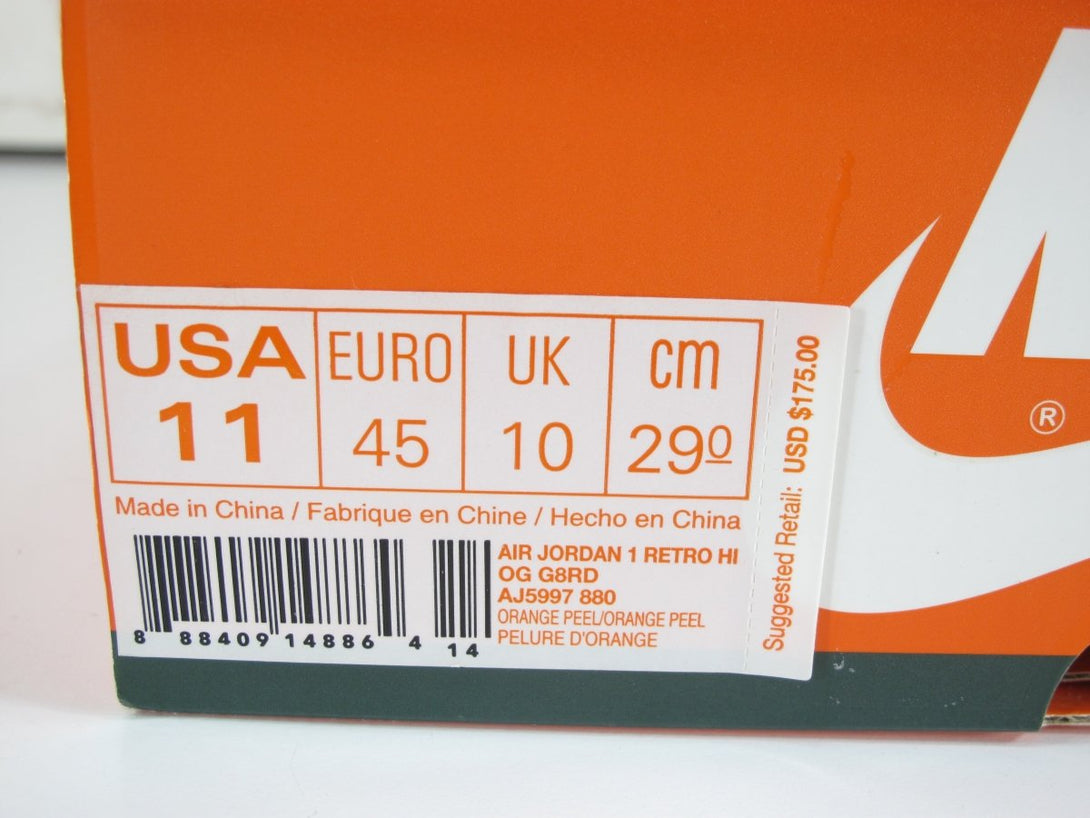 USA EURO UK cm
11 45 10 29⁰
Made in China / Fabrique en Chine / Hecho en China
AIR JORDAN 1 RETRO HI
OG G8RD
AJ5997 880
ORANGE PEEL/ORANGE PEEL
PELURE D'ORANGE
8 88409 14886 4 14
Suggested Retail: USD $175.00
®